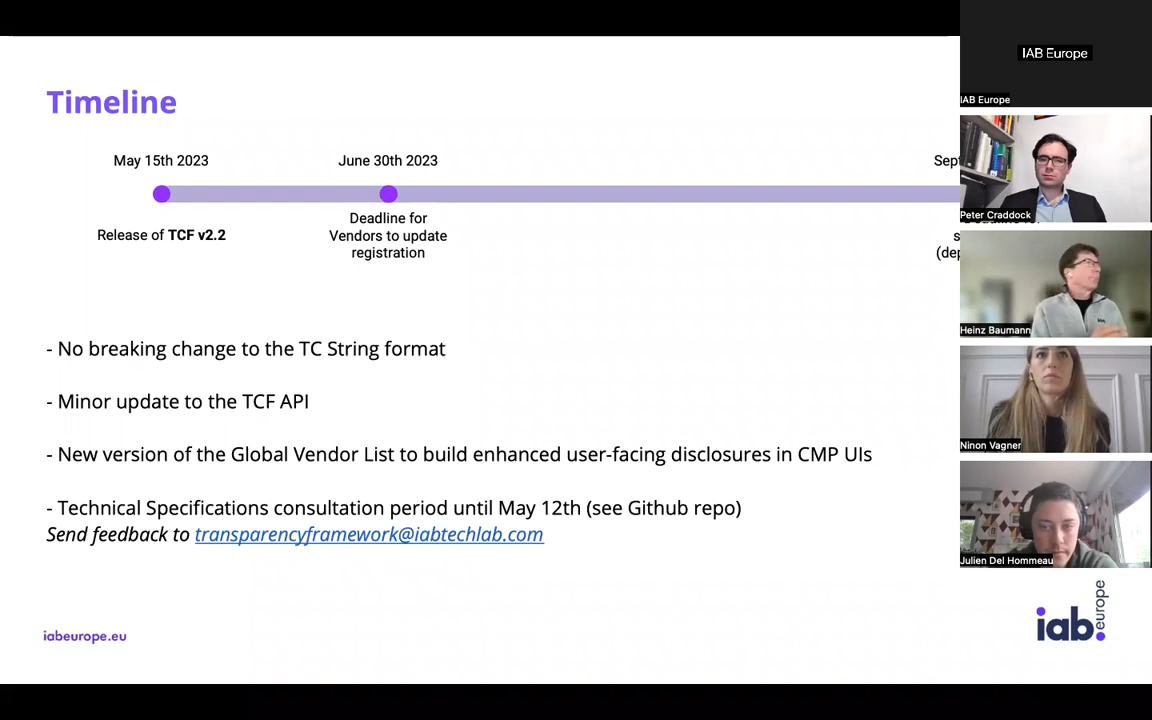 Timeline
May 15th 2023
June 30th 2023
Release of TCF v2.2
Deadline for
Vendors to update
registration
- No breaking change to the TC String format
- Minor update to the TCF API
- New version of the Global Vendor List to build enhanced user-facing disclosures in CMP UIs
- Technical Specifications consultation period until May 12th (see Github repo)
Send feedback to transparencyframework@iabtechlab.com
iabeurope.eu
iab europe
IAB Europe
IAB Europe
Peter Craddock
Heinz Baumann
Ninon Vagner
Julien Del Hommeau